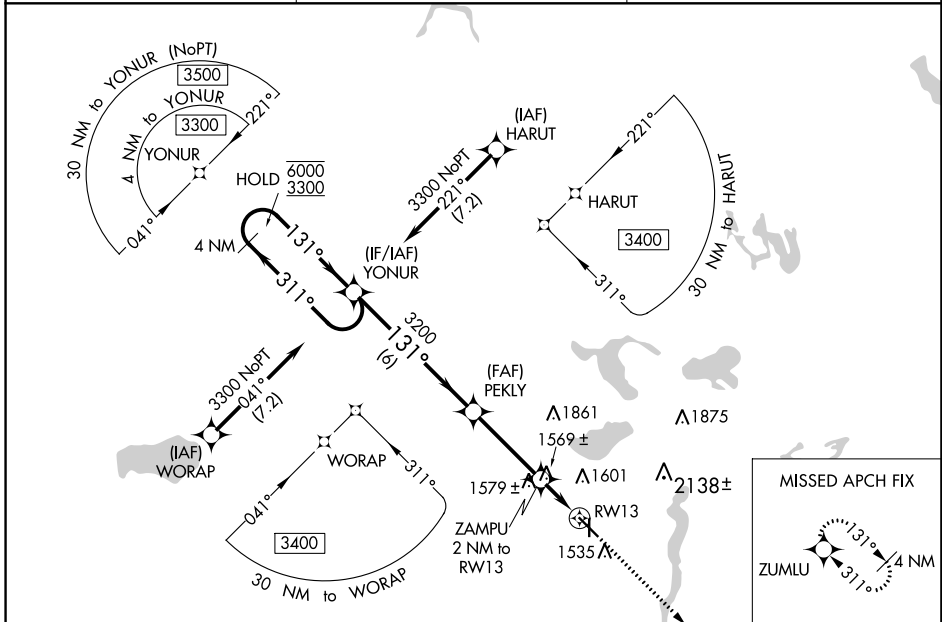 30 NM to YONUR (NoPT)
3500
4 NM to YONUR
3300
221°
YONUR
041°
HOLD 6000
3300
4 NM
131°
311°
(IF/IAF)
YONUR
(IAF)
HARUT
3300 NoPT
221°
(7.2)
221°
HARUT
3400
311°
30 NM to HARUT
3200
131°
(6)
(FAF)
PEKLY
3300 NoPT
041°
(7.2)
(IAF)
WORAP
WORAP
041°
311°
3400
30 NM to WORAP
1861
1875
1569 ±
1579 ±
1601
2138±
ZAMPU
2 NM to
RW13
RW13
1535
MISSED APCH FIX
131°
4 NM
ZUMLU
311°